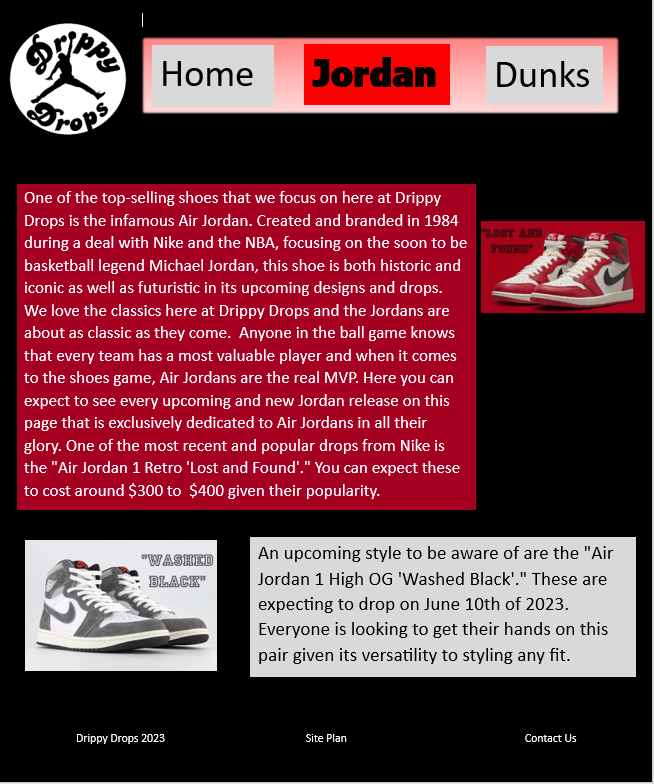 Drippy
Drops
Home
Jordan
Dunks
One of the top-selling shoes that we focus on here at Drippy
Drops is the infamous Air Jordan. Created and branded in 1984
during a deal with Nike and the NBA, focusing on the soon to be
basketball legend Michael Jordan, this shoe is both historic and
iconic as well as futuristic in its upcoming designs and drops.
We love the classics here at Drippy Drops and the Jordans are
about as classic as they come.  Anyone in the ball game knows
that every team has a most valuable player and when it comes
to the shoes game, Air Jordans are the real MVP. Here you can
expect to see every upcoming and new Jordan release on this
page that is exclusively dedicated to Air Jordans in all their
glory. One of the most recent and popular drops from Nike is
the "Air Jordan 1 Retro 'Lost and Found'." You can expect these
to cost around $300 to  $400 given their popularity.
"LOST AND
FOUND"
"WASHED
BLACK"
An upcoming style to be aware of are the "Air
Jordan 1 High OG 'Washed Black'." These are
expecting to drop on June 10th of 2023.
Everyone is looking to get their hands on this
pair given its versatility to styling any fit.
Drippy Drops 2023
Site Plan
Contact Us